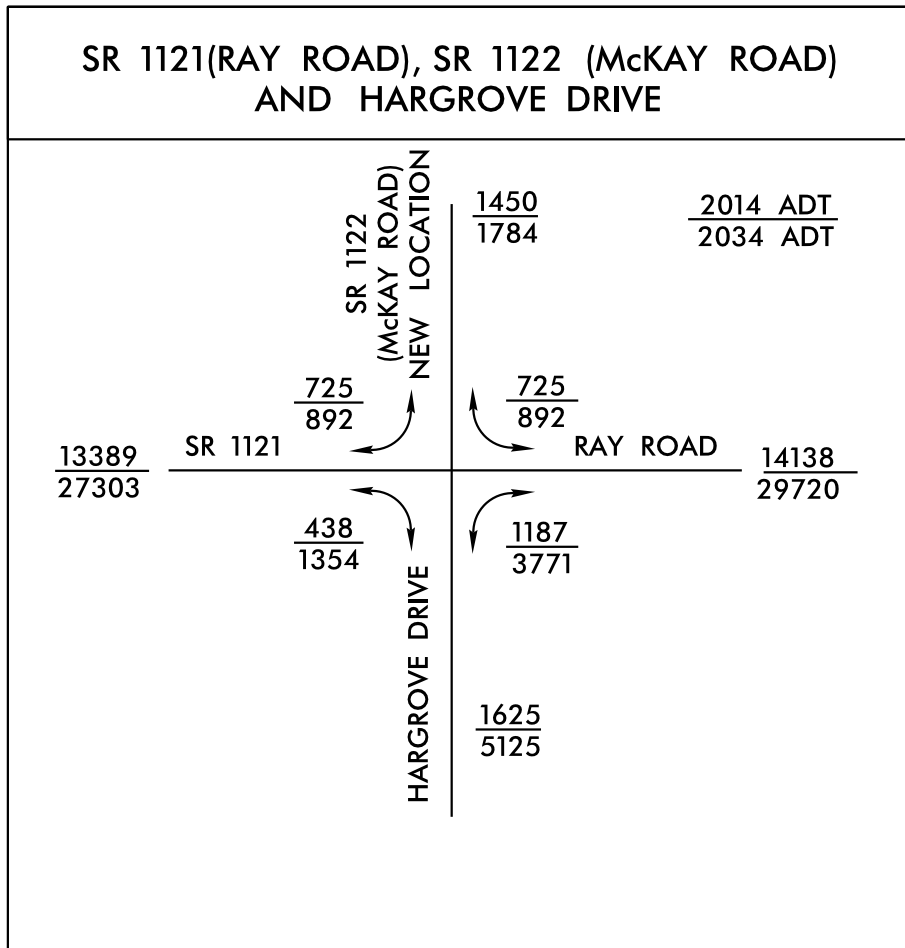 SR 1121(RAY ROAD), SR 1122 (McKAY ROAD)
AND HARGROVE DRIVE
SR 1122
(McKAY ROAD)
NEW LOCATION
1450
1784
2014 ADT
2034 ADT
725
892
725
892
13389
27303
SR 1121
RAY ROAD
14138
29720
438
1354
1187
3771
HARGROVE DRIVE
1625
5125